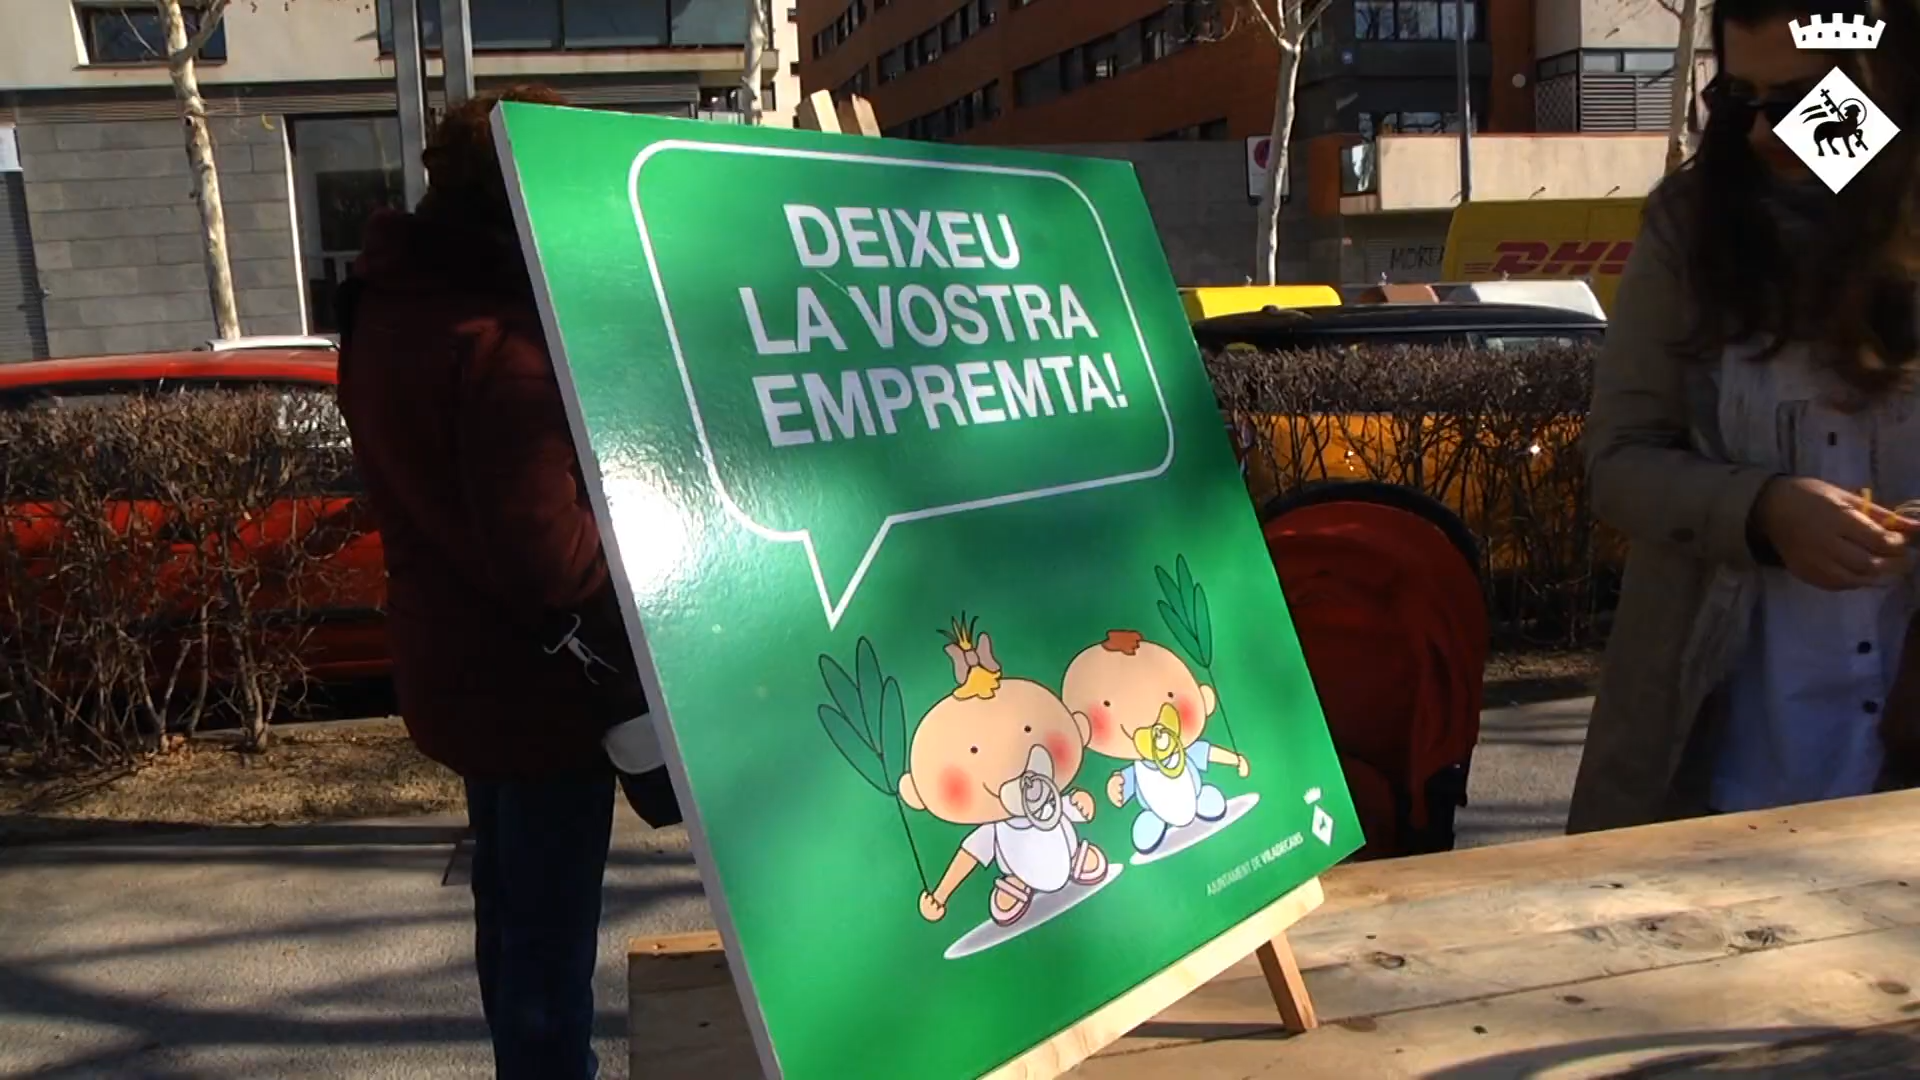 DEIXEU
LA VOSTRA
EMPREMTA!
AJUNTAMENT DE VILADECANS
DHL